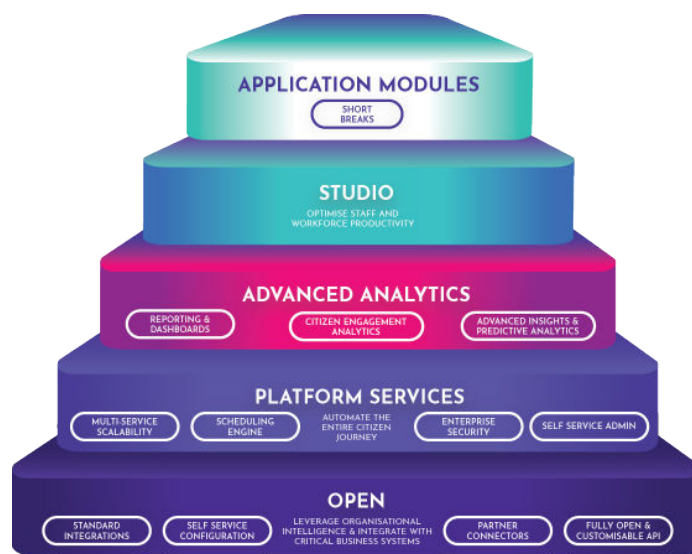 APPLICATION MODULES
SHORT
BREAKS
STUDIO
OPTIMISE STAFF AND
WORKFORCE PRODUCTIVITY
ADVANCED ANALYTICS
REPORTING &
DASHBOARDS
CITIZEN ENGAGEMENT
ANALYTICS
ADVANCED INSIGHTS &
PREDICTIVE ANALYTICS
PLATFORM SERVICES
MULTI-SERVICE
SCALABILITY
SCHEDULING
ENGINE
AUTOMATE THE
ENTIRE CITIZEN
JOURNEY
ENTERPRISE
SECURITY
SELF SERVICE ADMIN
OPEN
STANDARD
INTEGRATIONS
SELF SERVICE
CONFIGURATION
LEVERAGE ORGANISATIONAL
INTELLIGENCE & INTEGRATE WITH
CRITICAL BUSINESS SYSTEMS
PARTNER
CONNECTORS
FULLY OPEN &
CUSTOMISABLE API